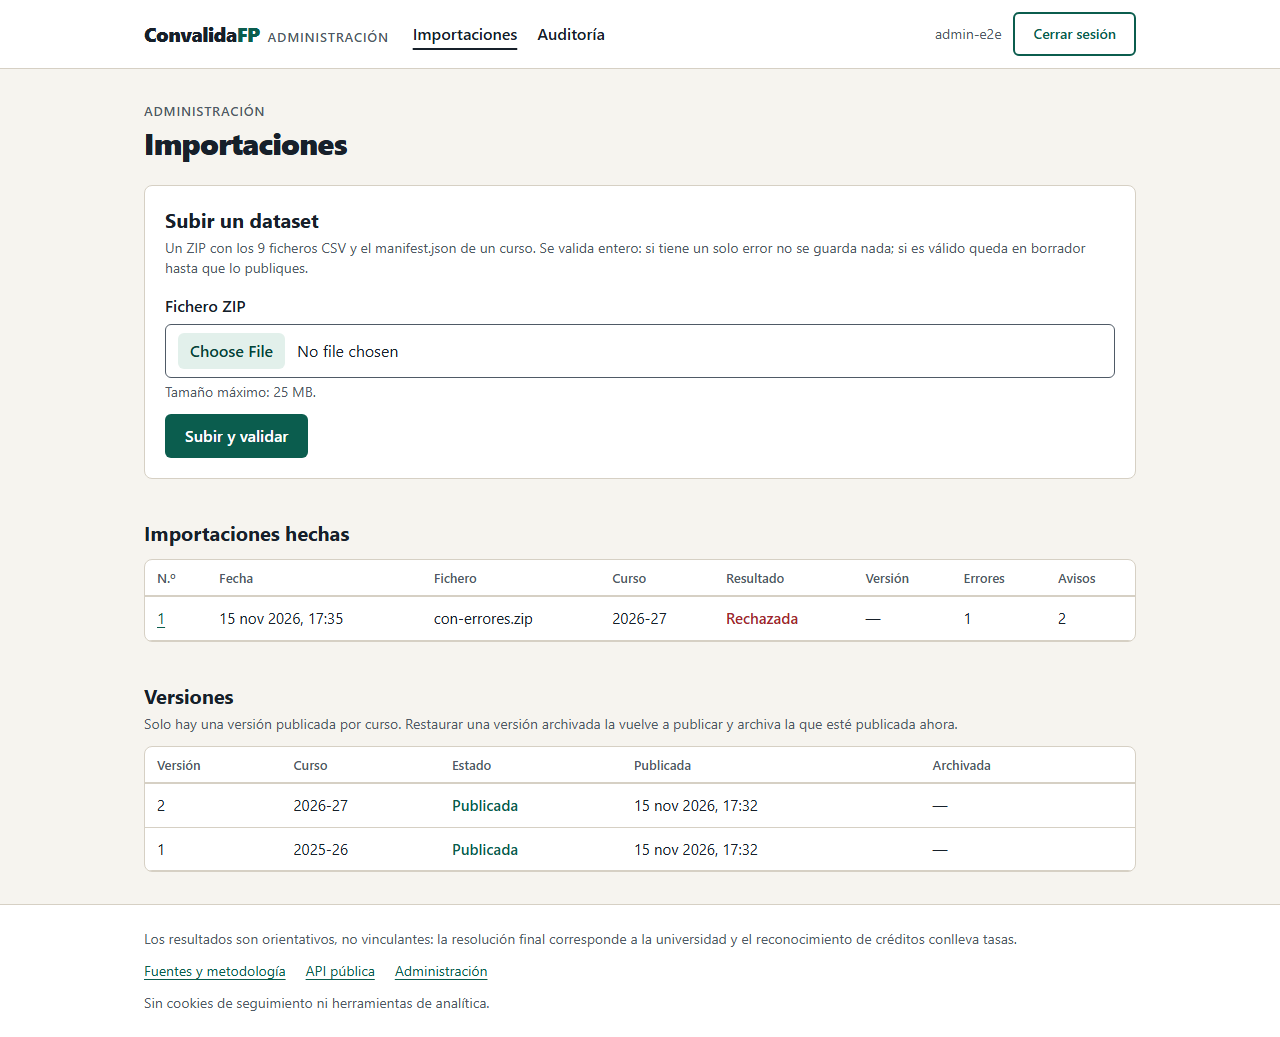 ConvalidaFP ADMINISTRACIÓN Importaciones Auditoría admin-e2e Cerrar sesión
ADMINISTRACIÓN
Importaciones
Subir un dataset
Un ZIP con los 9 ficheros CSV y el manifest.json de un curso. Se valida entero: si tiene un solo error no se guarda nada; si es válido queda en borrador
hasta que lo publiques.
Fichero ZIP
Choose File No file chosen
Tamaño máximo: 25 MB.
Subir y validar
Importaciones hechas
N.º Fecha Fichero Curso Resultado Versión Errores Avisos
1 15 nov 2026, 17:35 con-errores.zip 2026-27 Rechazada — 1 2
Versiones
Solo hay una versión publicada por curso. Restaurar una versión archivada la vuelve a publicar y archiva la que esté publicada ahora.
Versión Curso Estado Publicada Archivada
2 2026-27 Publicada 15 nov 2026, 17:32 —
1 2025-26 Publicada 15 nov 2026, 17:32 —
Los resultados son orientativos, no vinculantes: la resolución final corresponde a la universidad y el reconocimiento de créditos conlleva tasas.
Fuentes y metodología API pública Administración
Sin cookies de seguimiento ni herramientas de analítica.